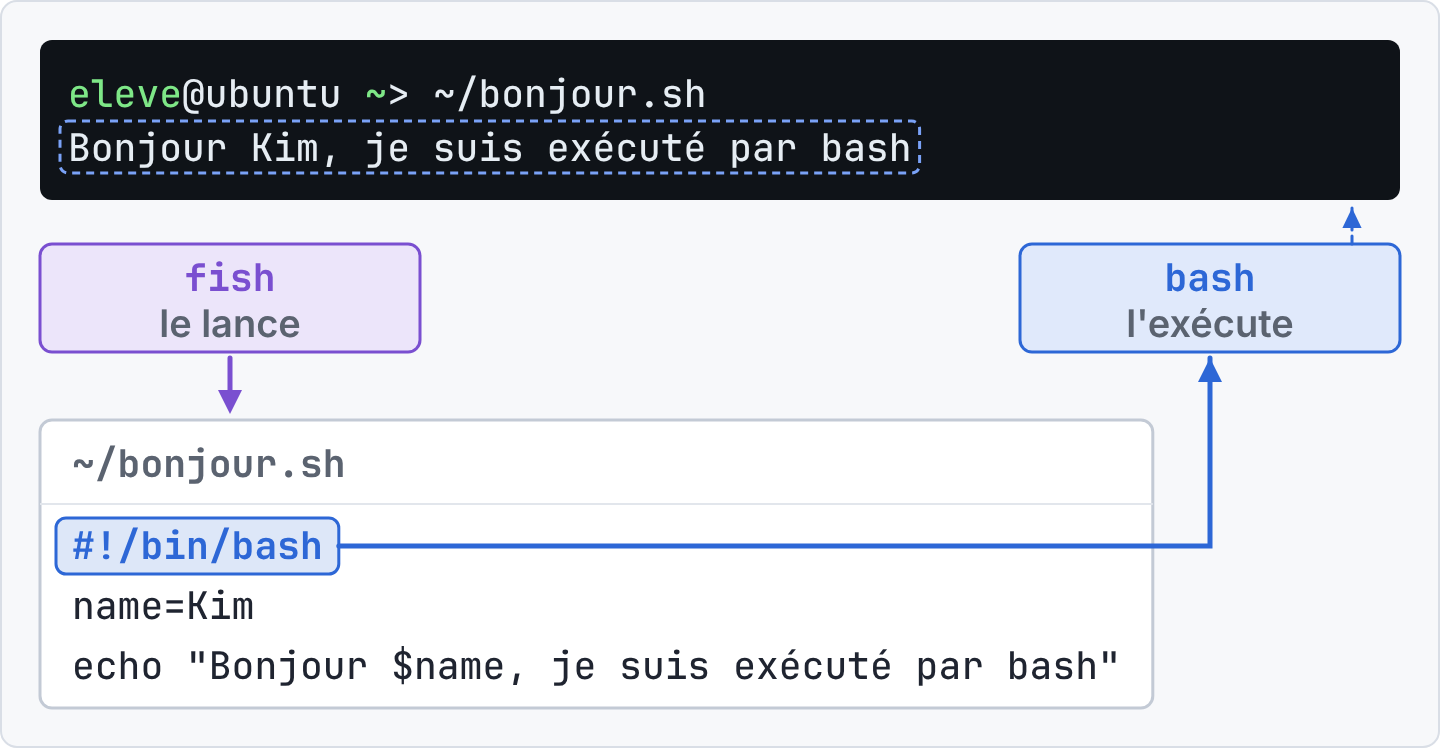 eleve@ubuntu ~> ~/bonjour.sh
Bonjour Kim, je suis exécuté par bash
fish
le lance
bash
l'exécute
~/bonjour.sh
#!/bin/bash
name=Kim
echo "Bonjour $name, je suis exécuté par bash"